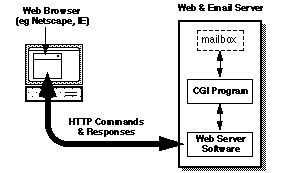 Web Browser
(eg Netscape, IE)
Web & Email Server
mailbox
CGI Program
HTTP Commands
& Responses
Web Server
Software